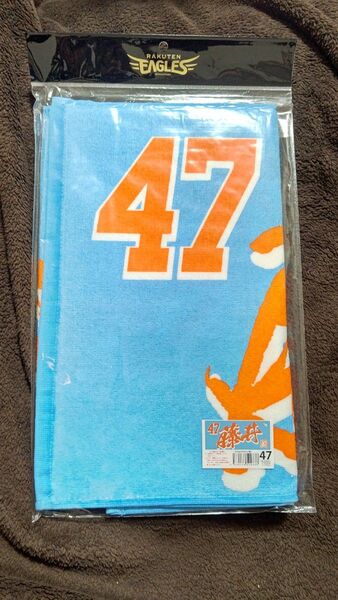 RAKUTEN
EAGLES
47
47 藤井
47